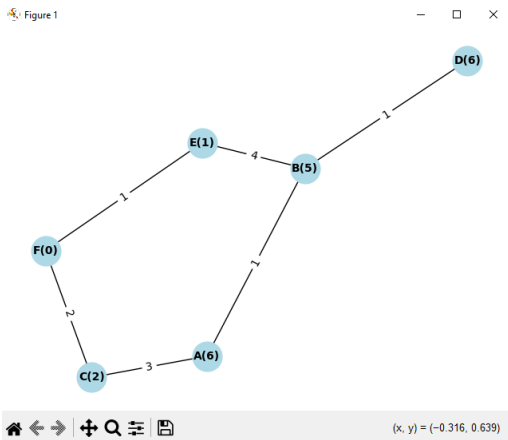 Figure 1
D(6)
1
E(1)
4
B(5)
1
F(0)
1
2
A(6)
3
C(2)
(x, y) = (−0.316, 0.639)